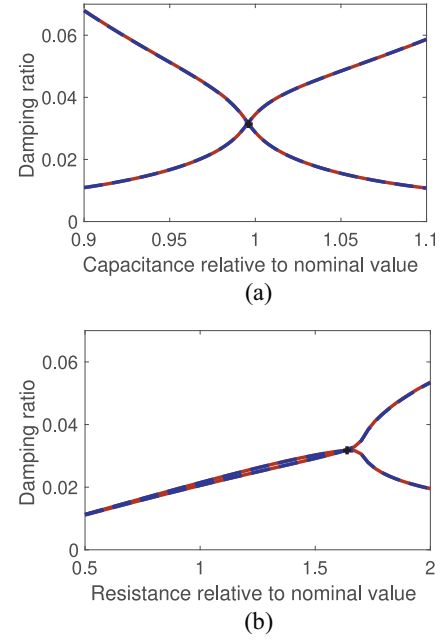 0.06
0.04
0.02
0
Damping ratio
0.9
0.95
1
1.05
1.1
Capacitance relative to nominal value
(a)
0.06
0.04
0.02
0
Damping ratio
0.5
1
1.5
2
Resistance relative to nominal value
(b)